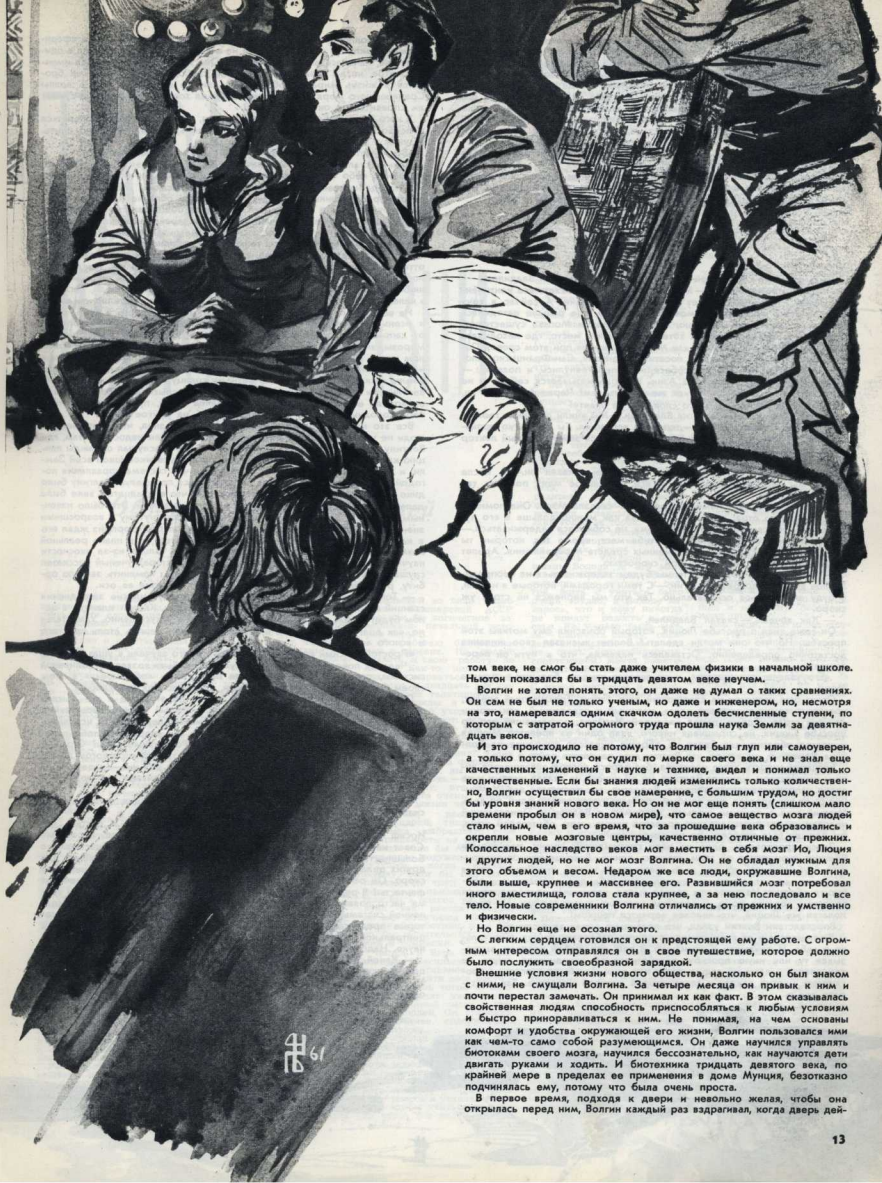 61
том веке, не смог бы стать даже учителем физики в начальной школе.
Ньютон показался бы в тридцать девятом веке неучем.
Волгин не хотел понять этого, он даже не думал о таких сравнениях.
Он сам не был не только ученым, но даже и инженером, но, несмотря
на это, намеревался одним скачком одолеть бесчисленные ступени, по
которым с затратой огромного труда прошла наука Земли за девятна-
дцать веков.
И это происходило не потому, что Волгин был глуп или самоуверен,
а только потому, что он судил по мерке своего века и не знал еще
качественных изменений в науке и технике, видел и понимал только
количественные. Если бы знания людей изменились только количествен-
но, Волгин осуществил бы свое намерение, с большим трудом, но достиг
бы уровня знаний нового века. Но он не мог еще понять (слишком мало
времени пробыл он в новом мире), что самое вещество мозга людей
стало иным, чем в его время, что за прошедшие века образовались и
окрепли новые мозговые центры, качественно отличные от прежних.
Колоссальное наследство веков мог вместить в себя мозг Ио, Люция
и других людей, но не мог мозг Волгина. Он не обладал нужным для
этого объемом и весом. Недаром же все люди, окружавшие Волгина,
были выше, крупнее и массивнее его. Развившийся мозг потребовал
иного вместилища, голова стала крупнее, а за нею последовало и все
тело. Новые современники Волгина отличались от прежних и умственно
и физически.
Но Волгин еще не осознал этого.
С легким сердцем готовился он к предстоящей ему работе. С огром-
ным интересом отправлялся он в свое путешествие, которое должно
было послужить своеобразной зарядкой.
Внешние условия жизни нового общества, насколько он был знаком
с ними, не смущали Волгина. За четыре месяца он привык к ним и
почти перестал замечать. Он принимал их как факт. В этом сказывалась
свойственная людям способность приспособляться к любым условиям
и быстро приноравливаться к ним. Не понимая, на чем основаны
комфорт и удобства окружающей его жизни, Волгин пользовался ими
как чем-то само собой разумеющимся. Он даже научился управлять
биотоками своего мозга, научился бессознательно, как научаются дети
двигать руками и ходить. И биотехника тридцать девятого века, по
крайней мере в пределах ее применения в доме Мунция, безотказно
подчинялась ему, потому что была очень проста.
В первое время, подходя к двери и невольно желая, чтобы она
открылась перед ним, Волгин каждый раз вздрагивал, когда дверь дей-
13